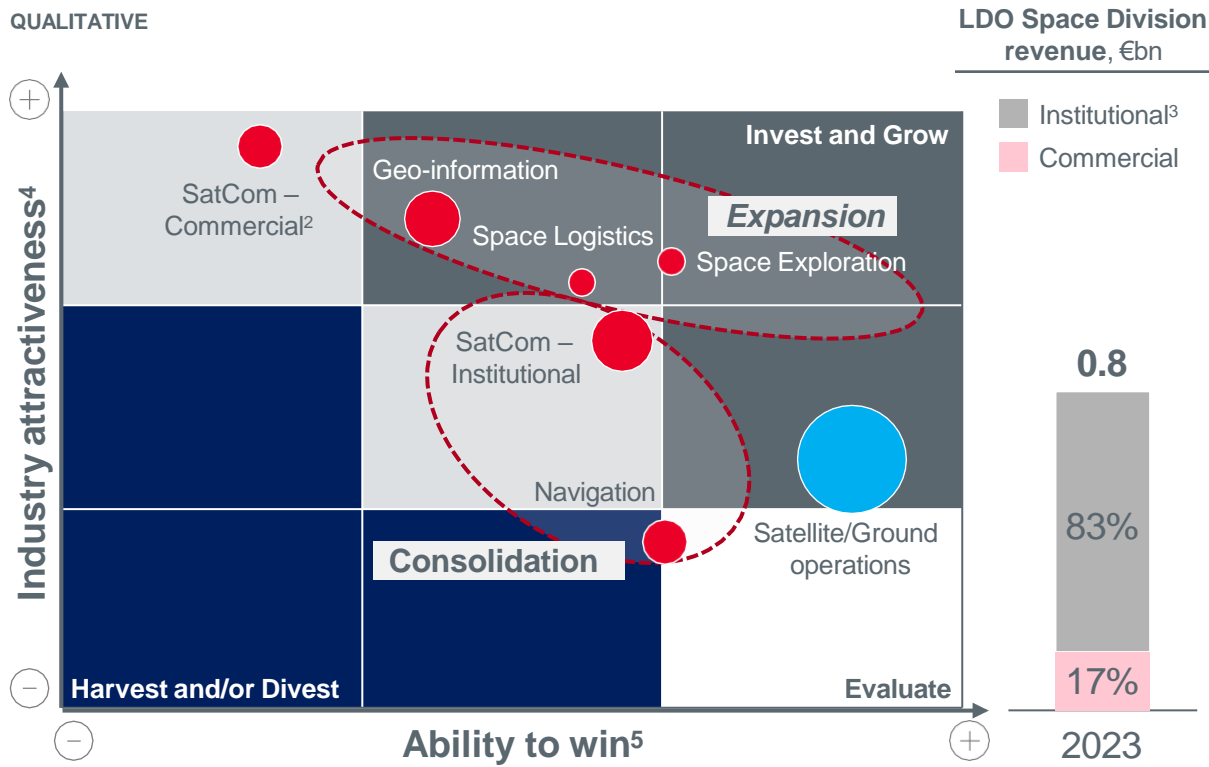 QUALITATIVE
LDO Space Division
revenue, €bn
Institutional³
Commercial
+
Invest and Grow
Geo-information
SatCom –
Commercial²
Expansion
Space Logistics
Space Exploration
Industry attractiveness⁴
SatCom –
Institutional
0.8
Navigation
Satellite/Ground
operations
83%
Consolidation
17%
−
Harvest and/or Divest
Evaluate
−
Ability to win⁵
+
2023